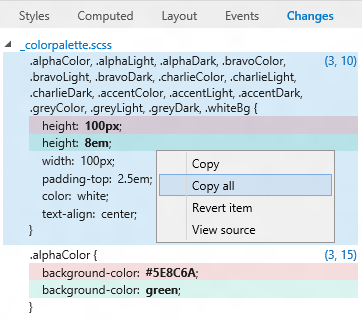 Styles Computed Layout Events Changes
_colorpalette.scss
.alphaColor, .alphaLight, .alphaDark, .bravoColor, (3, 10)
.bravoLight, .bravoDark, .charlieColor, .charlieLight,
.charlieDark, .accentColor, .accentLight, .accentDark,
.greyColor, .greyLight, .greyDark, .whiteBg {
height: 100px;
height: 8em;
width: 100px;
padding-top: 2.5em;
color: white;
text-align: center;
}
Copy
Copy all
Revert item
View source
.alphaColor { (3, 15)
background-color: #5E8C6A;
background-color: green;
}